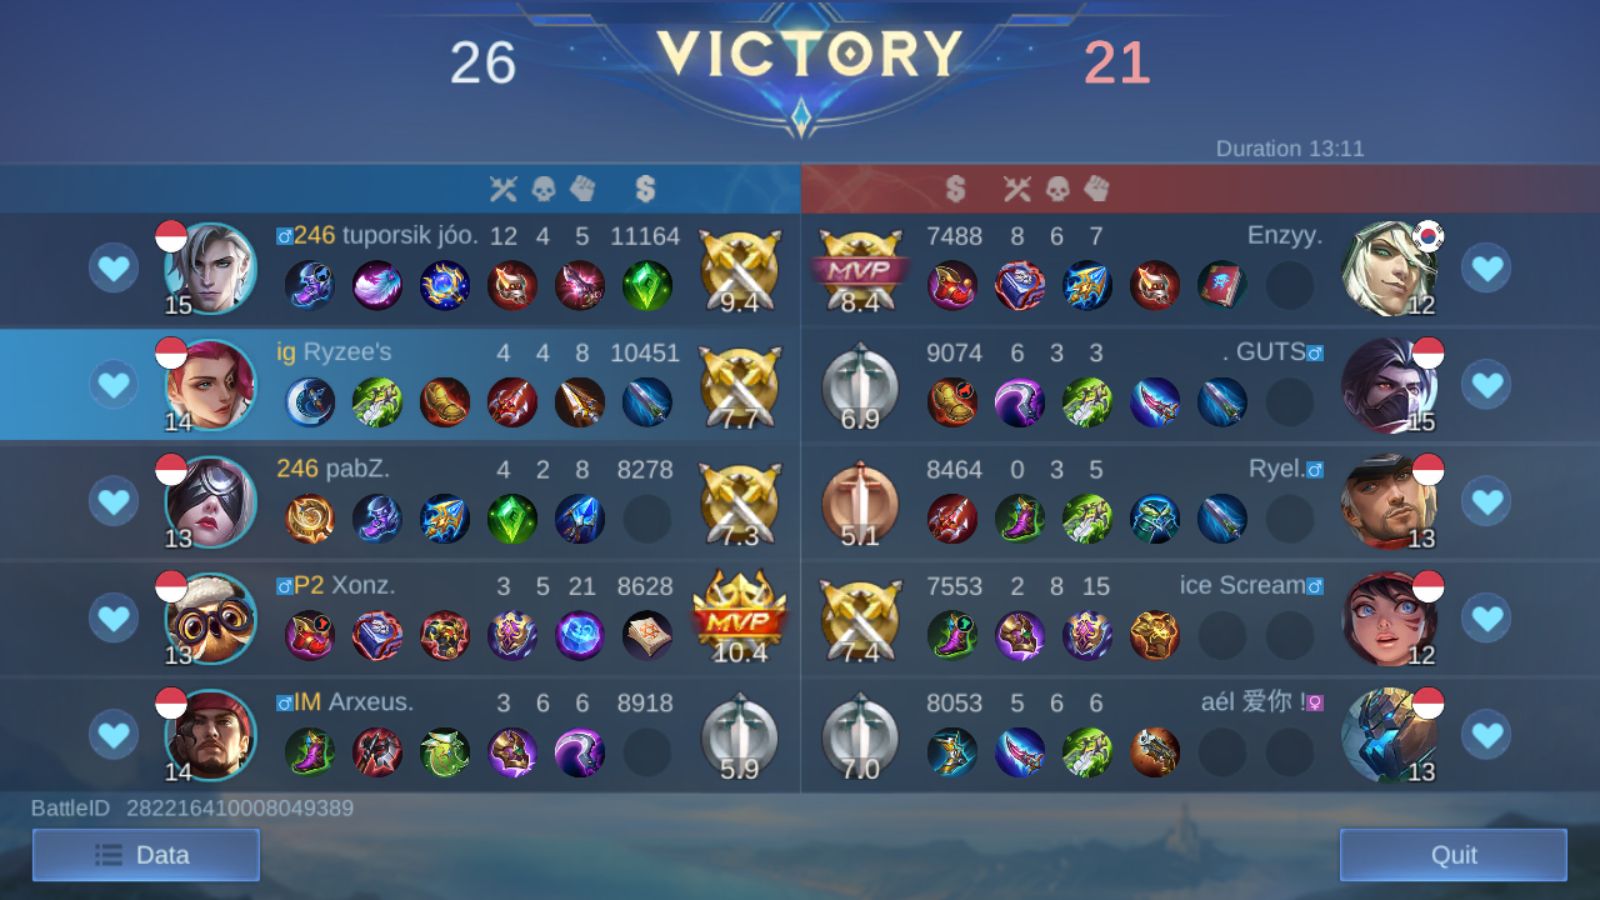 26 VICTORY 21
Duration 13:11
246 tuporsik jóo. 12 4 5 11164
15 9.4
7488 8 6 7 Enzyy.
MVP 8.4 12
ig Ryzee's 4 4 8 10451
14 7.7
9074 6 3 3 . GUTS
6.9 15
246 pabZ. 4 2 8 8278
13 7.3
8464 0 3 5 Ryel.
5.1 13
P2 Xonz. 3 5 21 8628
13 MVP 10.4
7553 2 8 15 ice Scream
7.4 12
IM Arxeus. 3 6 6 8918
14 5.9
8053 5 6 6 aél 爱你 !
7.0 13
BattleID 282216410008049389
Data
Quit